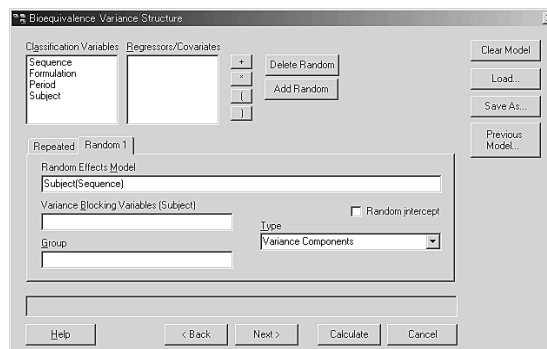 Bioequivalence Variance Structure
Classification Variables
Regressors/Covariates
Sequence
Formulation
Period
Subject
+
*
(
)
Delete Random
Add Random
Clear Model
Load...
Save As...
Previous
Model...
Repeated
Random 1
Random Effects Model
Subject(Sequence)
Variance Blocking Variables (Subject)
Random intercept
Type
Variance Components
Group
Help
< Back
Next >
Calculate
Cancel